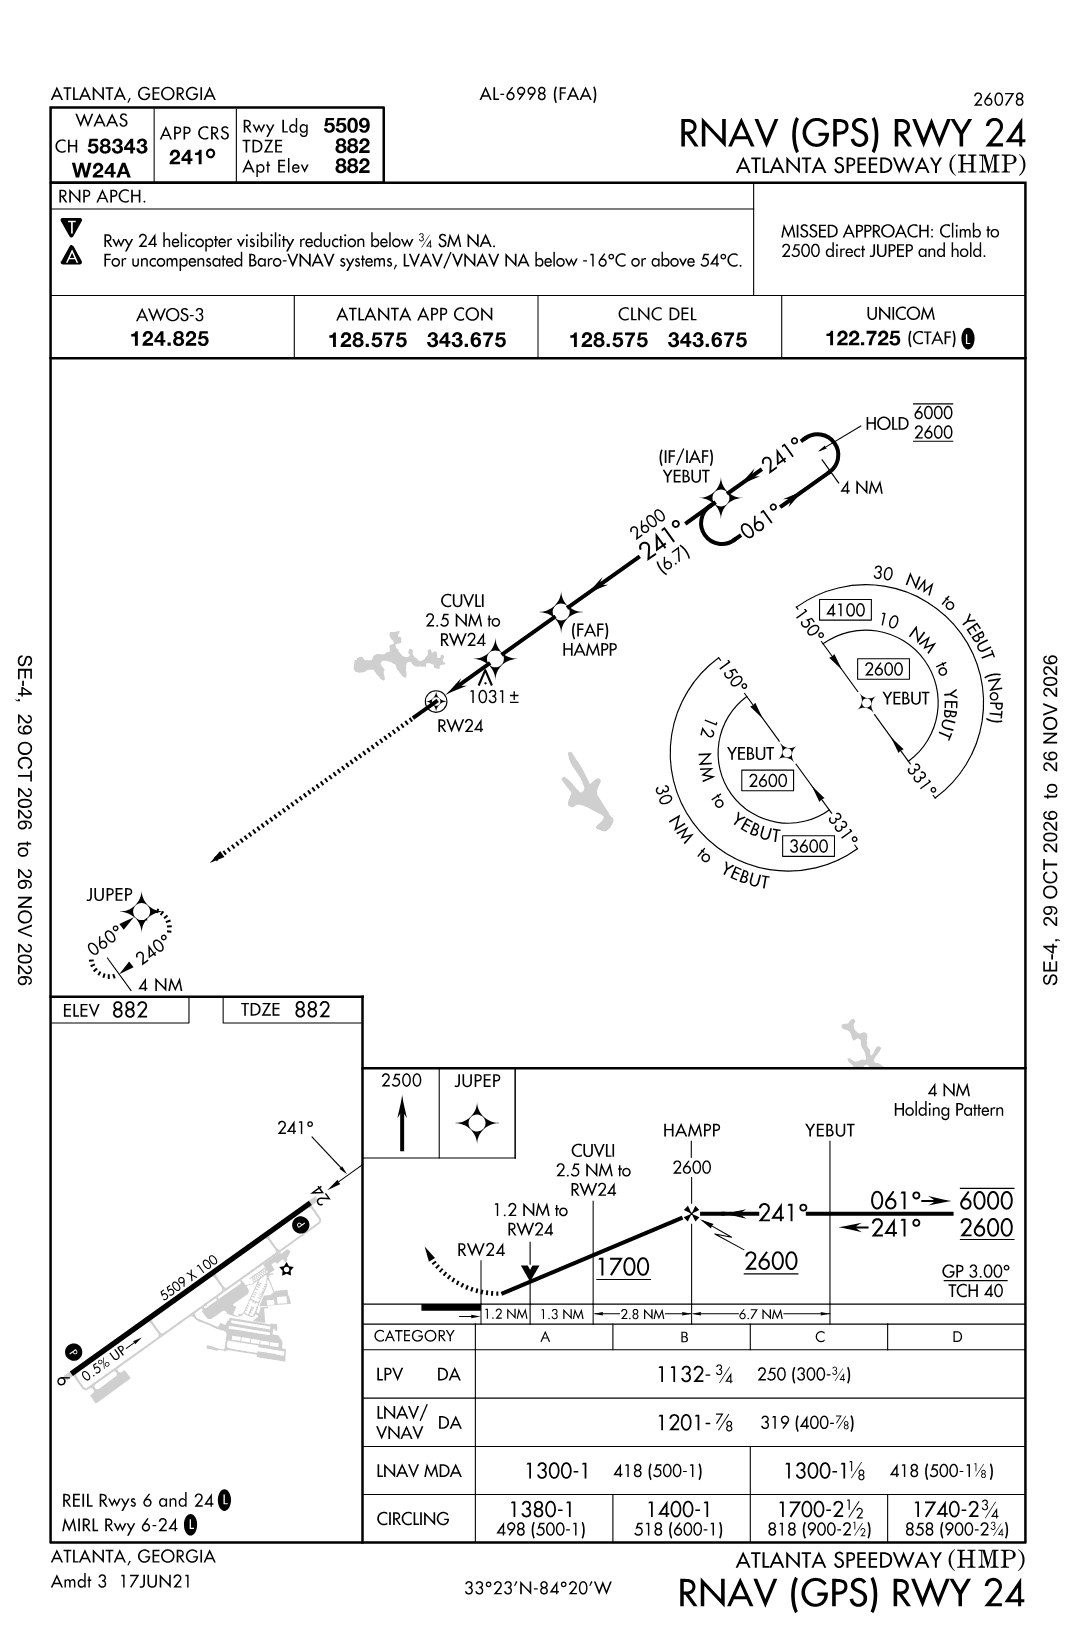 ATLANTA, GEORGIA
AL-6998 (FAA)
26078
WAAS
CH 58343
W24A
APP CRS
241°
Rwy Ldg 5509
TDZE 882
Apt Elev 882
RNAV (GPS) RWY 24
ATLANTA SPEEDWAY (HMP)
RNP APCH.
T
A
Rwy 24 helicopter visibility reduction below ¾ SM NA.
For uncompensated Baro-VNAV systems, LVAV/VNAV NA below -16°C or above 54°C.
MISSED APPROACH: Climb to
2500 direct JUPEP and hold.
AWOS-3
124.825
ATLANTA APP CON
128.575 343.675
CLNC DEL
128.575 343.675
UNICOM
122.725 (CTAF) L
HOLD 6000
2600
(IF/IAF)
YEBUT
241°
4 NM
061°
2600
241°
(6.7)
CUVLI
2.5 NM to
RW24
(FAF)
HAMPP
1031±
RW24
30 NM to YEBUT (NoPT)
4100
150°
10 NM to YEBUT
2600
YEBUT
331°
150°
12 NM to YEBUT
YEBUT
2600
331°
3600
30 NM to YEBUT
JUPEP
060°
240°
4 NM
SE-4, 29 OCT 2026 to 26 NOV 2026
SE-4, 29 OCT 2026 to 26 NOV 2026
ELEV 882
TDZE 882
241°
24
P
5509 X 100
P
0.5% UP
6
REIL Rwys 6 and 24 L
MIRL Rwy 6-24 L
2500
JUPEP
4 NM
Holding Pattern
HAMPP
YEBUT
CUVLI
2.5 NM to
RW24
2600
1.2 NM to
RW24
RW24
241°
061°
6000
241°
2600
1700
2600
GP 3.00°
TCH 40
1.2 NM
1.3 NM
2.8 NM
6.7 NM
CATEGORY A B C D
LPV DA 1132-¾ 250 (300-¾)
LNAV/
VNAV DA 1201-⅞ 319 (400-⅞)
LNAV MDA 1300-1 418 (500-1) 1300-1⅛ 418 (500-1⅛)
CIRCLING 1380-1 1400-1 1700-2½ 1740-2¾
498 (500-1) 518 (600-1) 818 (900-2½) 858 (900-2¾)
ATLANTA, GEORGIA
Amdt 3 17JUN21
33°23'N-84°20'W
ATLANTA SPEEDWAY (HMP)
RNAV (GPS) RWY 24